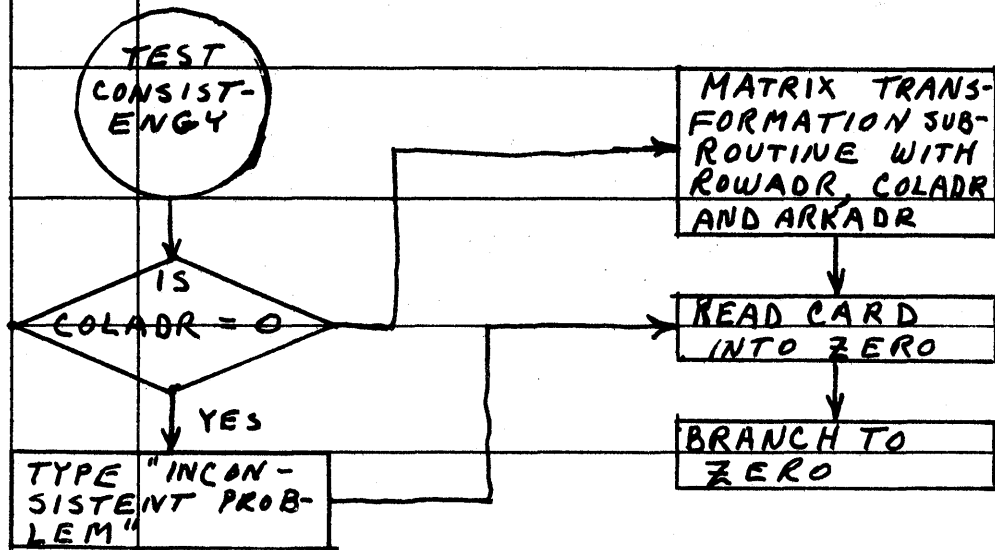 TEST
CONSIST-
ENGY
IS
COLADR = 0
YES
TYPE "INCON-
SISTENT PROB-
LEM"
MATRIX TRANS-
FORMATION SUB-
ROUTINE WITH
ROWADR, COLADR
AND ARKADR
READ CARD
INTO ZERO
BRANCH TO
ZERO